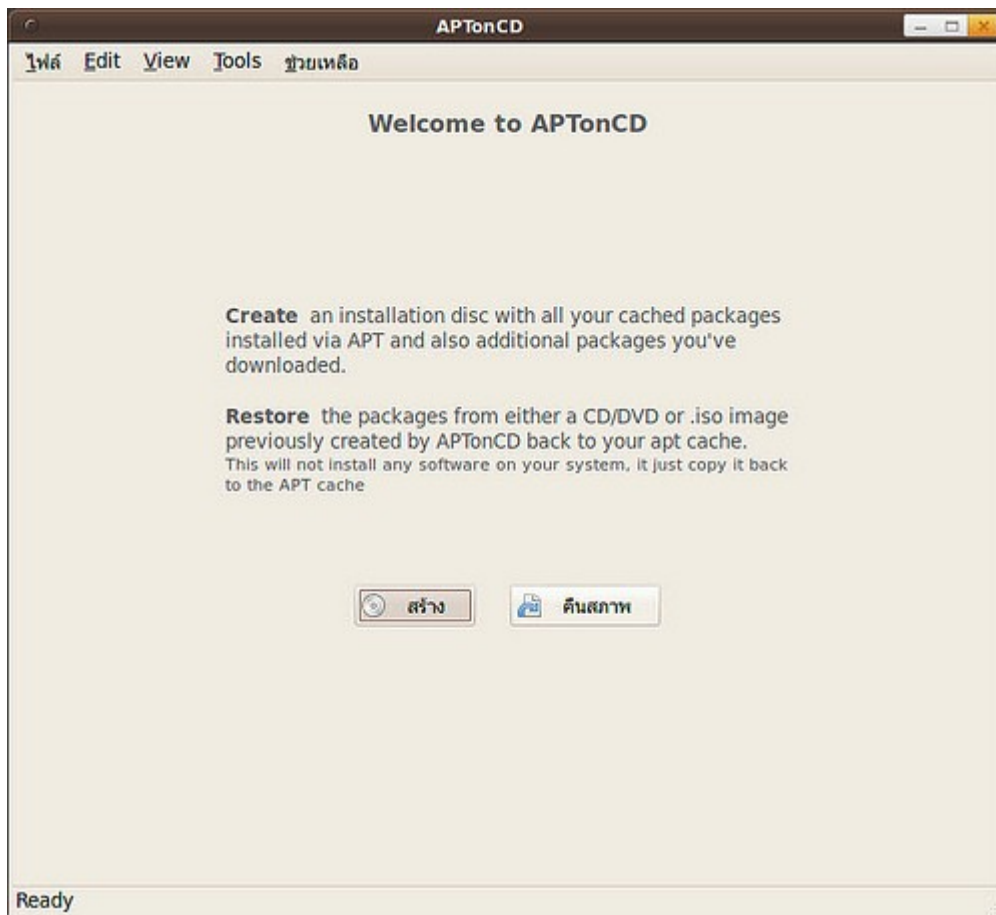 APTonCD
ไฟล์ Edit View Tools ช่วยเหลือ
Welcome to APTonCD
Create an installation disc with all your cached packages
installed via APT and also additional packages you've
downloaded.
Restore the packages from either a CD/DVD or .iso image
previously created by APTonCD back to your apt cache.
This will not install any software on your system, it just copy it back
to the APT cache
สร้าง คืนสภาพ
Ready